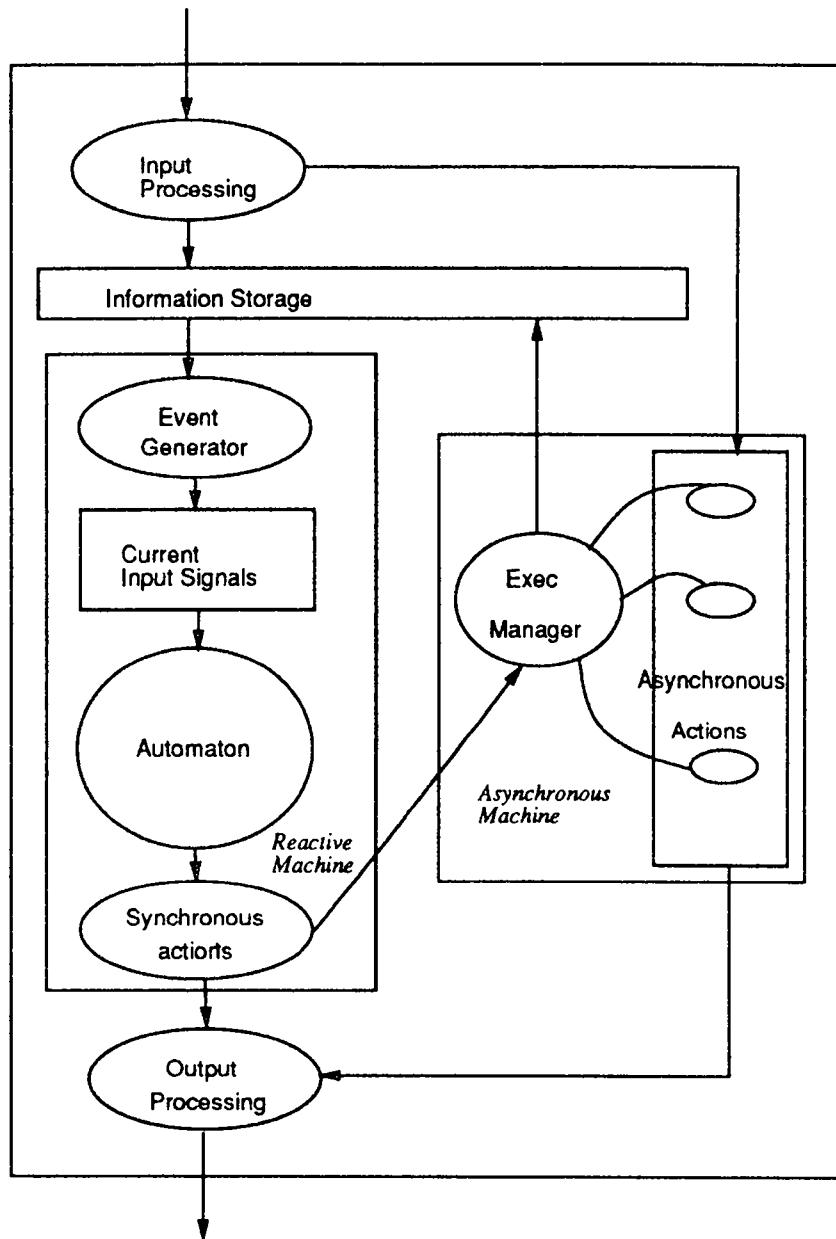 Input
Processing
Information Storage
Event
Generator
Current
Input Signals
Exec
Manager
Asynchronous
Actions
Automaton
Asynchronous
Machine
Reactive
Machine
Synchronous
actions
Output
Processing